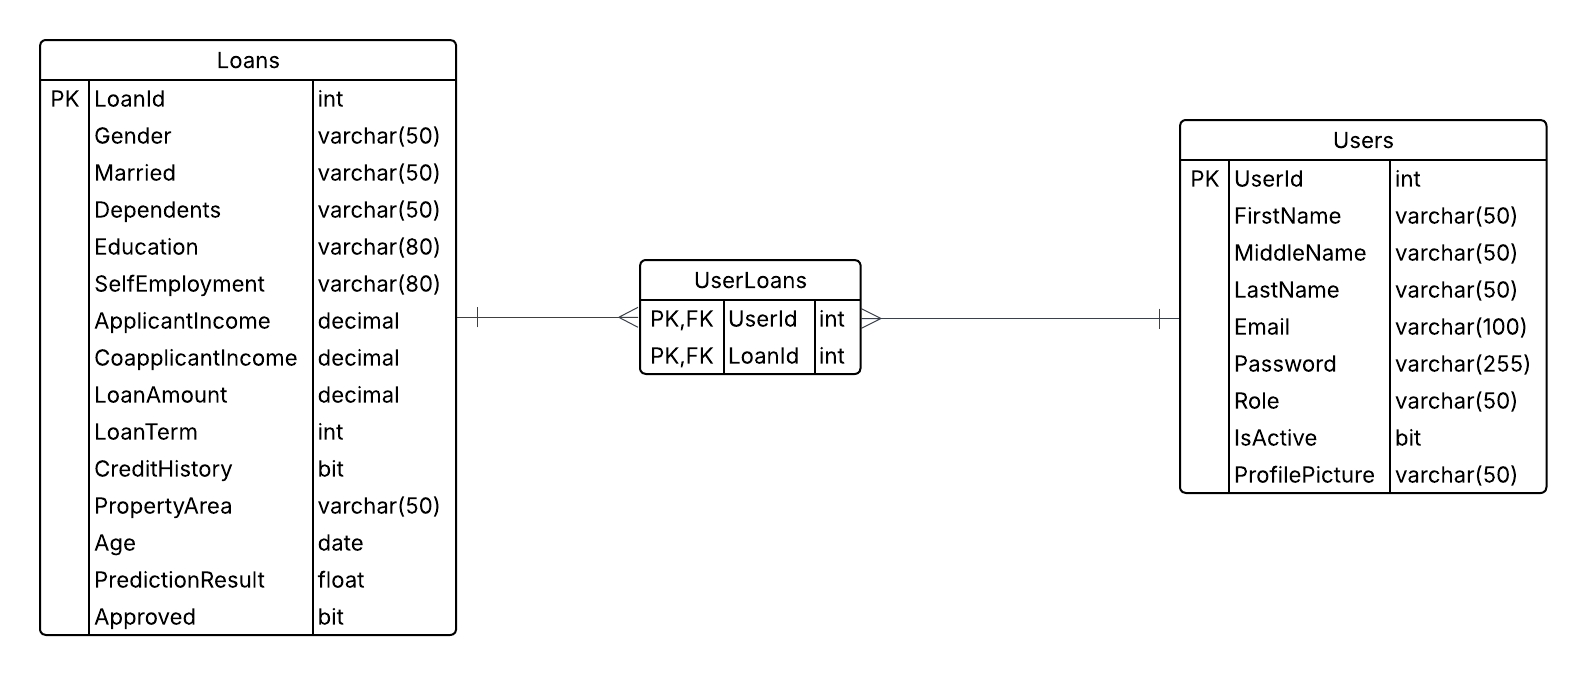 Loans
PK LoanId int
Gender varchar(50)
Married varchar(50)
Dependents varchar(50)
Education varchar(80)
SelfEmployment varchar(80)
ApplicantIncome decimal
CoapplicantIncome decimal
LoanAmount decimal
LoanTerm int
CreditHistory bit
PropertyArea varchar(50)
Age date
PredictionResult float
Approved bit
UserLoans
PK,FK UserId int
PK,FK LoanId int
Users
PK UserId int
FirstName varchar(50)
MiddleName varchar(50)
LastName varchar(50)
Email varchar(100)
Password varchar(255)
Role varchar(50)
IsActive bit
ProfilePicture varchar(50)